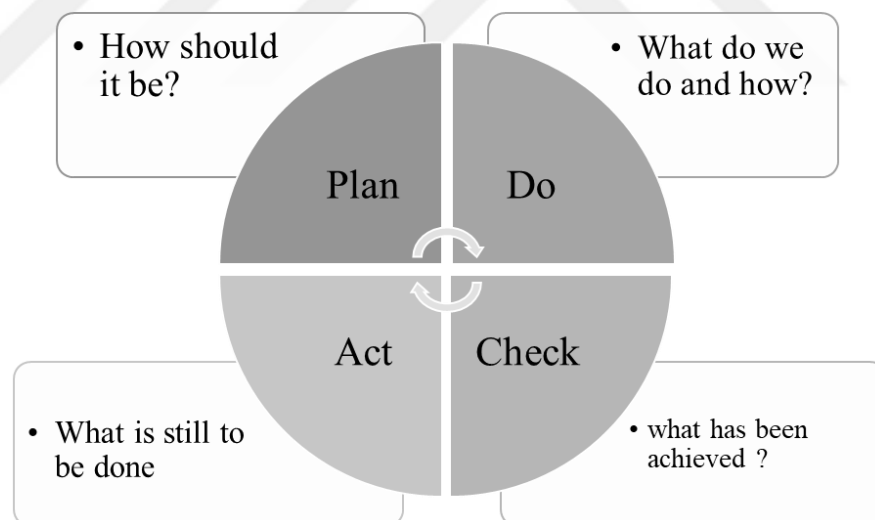 • How should
it be?
• What do we
do and how?
Plan
Do
Act
Check
• What is still to
be done
• what has been
achieved ?